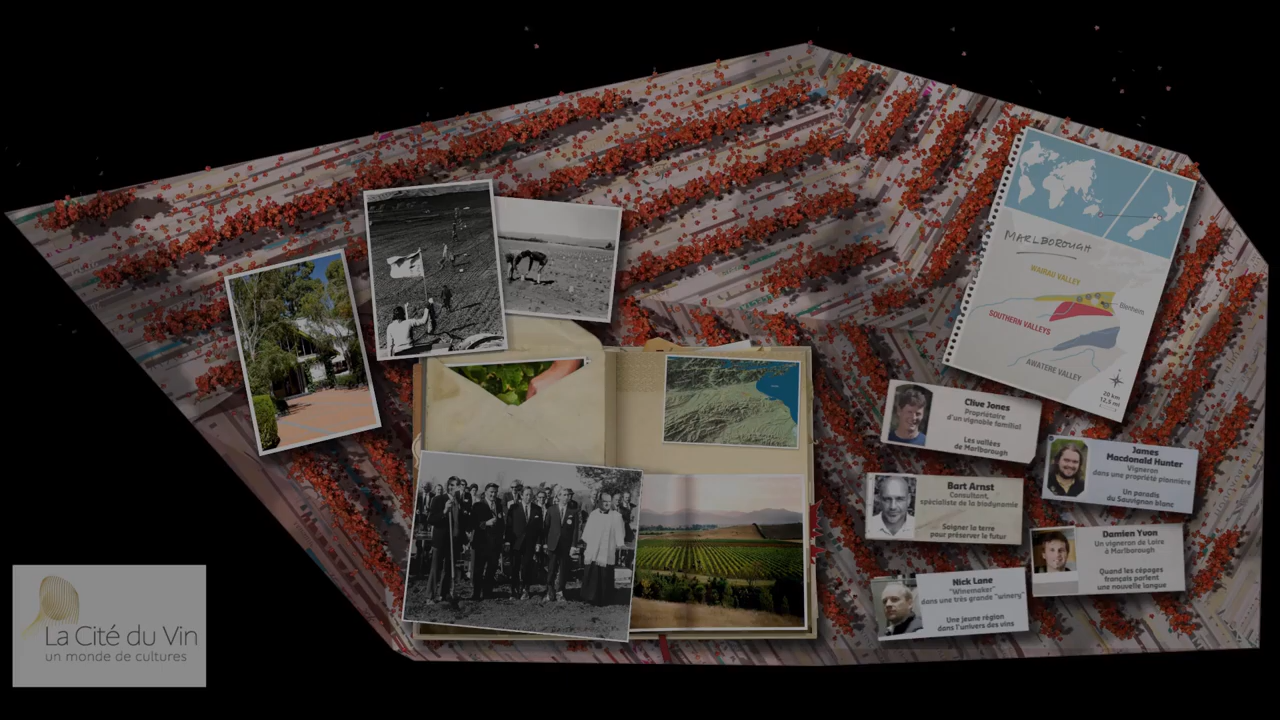 MARLBOROUGH
WAIRAU VALLEY
Blenheim
SOUTHERN VALLEYS
AWATERE VALLEY
20 km
12,5 mi
Clive Jones
Propriétaire
d'un vignoble familial
Les vallées
de Marlborough
James
Macdonald Hunter
Vigneron
dans une propriété pionnière
Un paradis
du Sauvignon blanc
Bart Arnst
Consultant,
spécialiste de la biodynamie
Soigner la terre
pour préserver le futur
Damien Yvon
Un vigneron de Loire
à Marlborough
Quand les cépages
français parlent
une nouvelle langue
Nick Lane
"Winemaker"
dans une très grande "winery"
Une jeune région
dans l'univers des vins
La Cité du Vin
un monde de cultures